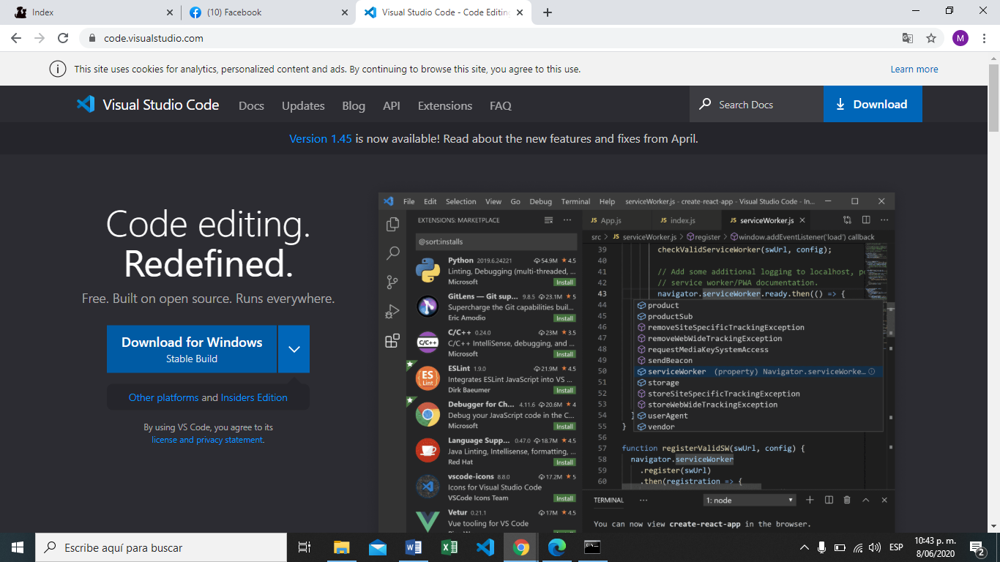 Index
(10) Facebook
Visual Studio Code - Code Editing
code.visualstudio.com
M
This site uses cookies for analytics, personalized content and ads. By continuing to browse this site, you agree to this use.
Learn more
Visual Studio Code
Docs
Updates
Blog
API
Extensions
FAQ
Search Docs
Download
Version 1.45 is now available! Read about the new features and fixes from April.
Code editing.
Redefined.
Free. Built on open source. Runs everywhere.
Download for Windows
Stable Build
Other platforms and Insiders Edition
By using VS Code, you agree to its
license and privacy statement.
File Edit Selection View Go Debug Terminal Help
serviceWorker.js - create-react-app - Visual Studio Code - In...
EXTENSIONS: MARKETPLACE
@sort:installs
Python 2019.6.24221 54.9M 4.5
Linting, Debugging (multi-threaded, ...
Microsoft Install
GitLens — Git sup... 9.8.5 23.1M 5
Supercharge the Git capabilities buil...
Eric Amodio Install
C/C++ 0.24.0 23M 3.5
C/C++ IntelliSense, debugging, and ...
Microsoft Install
ESLint 1.9.0 21.9M 4.5
Integrates ESLint JavaScript into VS ...
Dirk Baeumer Install
Debugger for Ch... 4.11.6 20.6M 4
Debug your JavaScript code in the C...
Microsoft Install
Language Supp... 0.47.0 18.7M 4.5
Java Linting, Intellisense, formatting, ...
Red Hat Install
vscode-icons 8.8.0 17.2M 5
Icons for Visual Studio Code
VSCode Icons Team Install
Vetur 0.21.1 17M 4.5
Vue tooling for VS Code
C/C++
ES
Lint
JS App.js
JS index.js
JS serviceWorker.js
src > JS serviceWorker.js > register > window.addEventListener('load') callback
39 checkValidServiceWorker(swUrl, config);
40
41 // Add some additional logging to localhost, po
42 // service worker/PWA documentation.
43 navigator.serviceWorker.ready.then(() => {
44 product
45 productSub
46 removeSiteSpecificTrackingException
47 removeWebWideTrackingException
48 requestMediaKeySystemAccess
49 sendBeacon
50 serviceWorker (property) Navigator.serviceWorke...
51 storage
52 storeSiteSpecificTrackingException
53 storeWebWideTrackingException
54 } userAgent
55 } vendor
56
57 function registerValidSW(swUrl, config) {
58 navigator.serviceWorker
59 .register(swUrl)
60 .then(registration => {
TERMINAL ... 1: node
You can now view create-react-app in the browser.
Escribe aquí para buscar
ESP
10:43 p. m.
8/06/2020
2